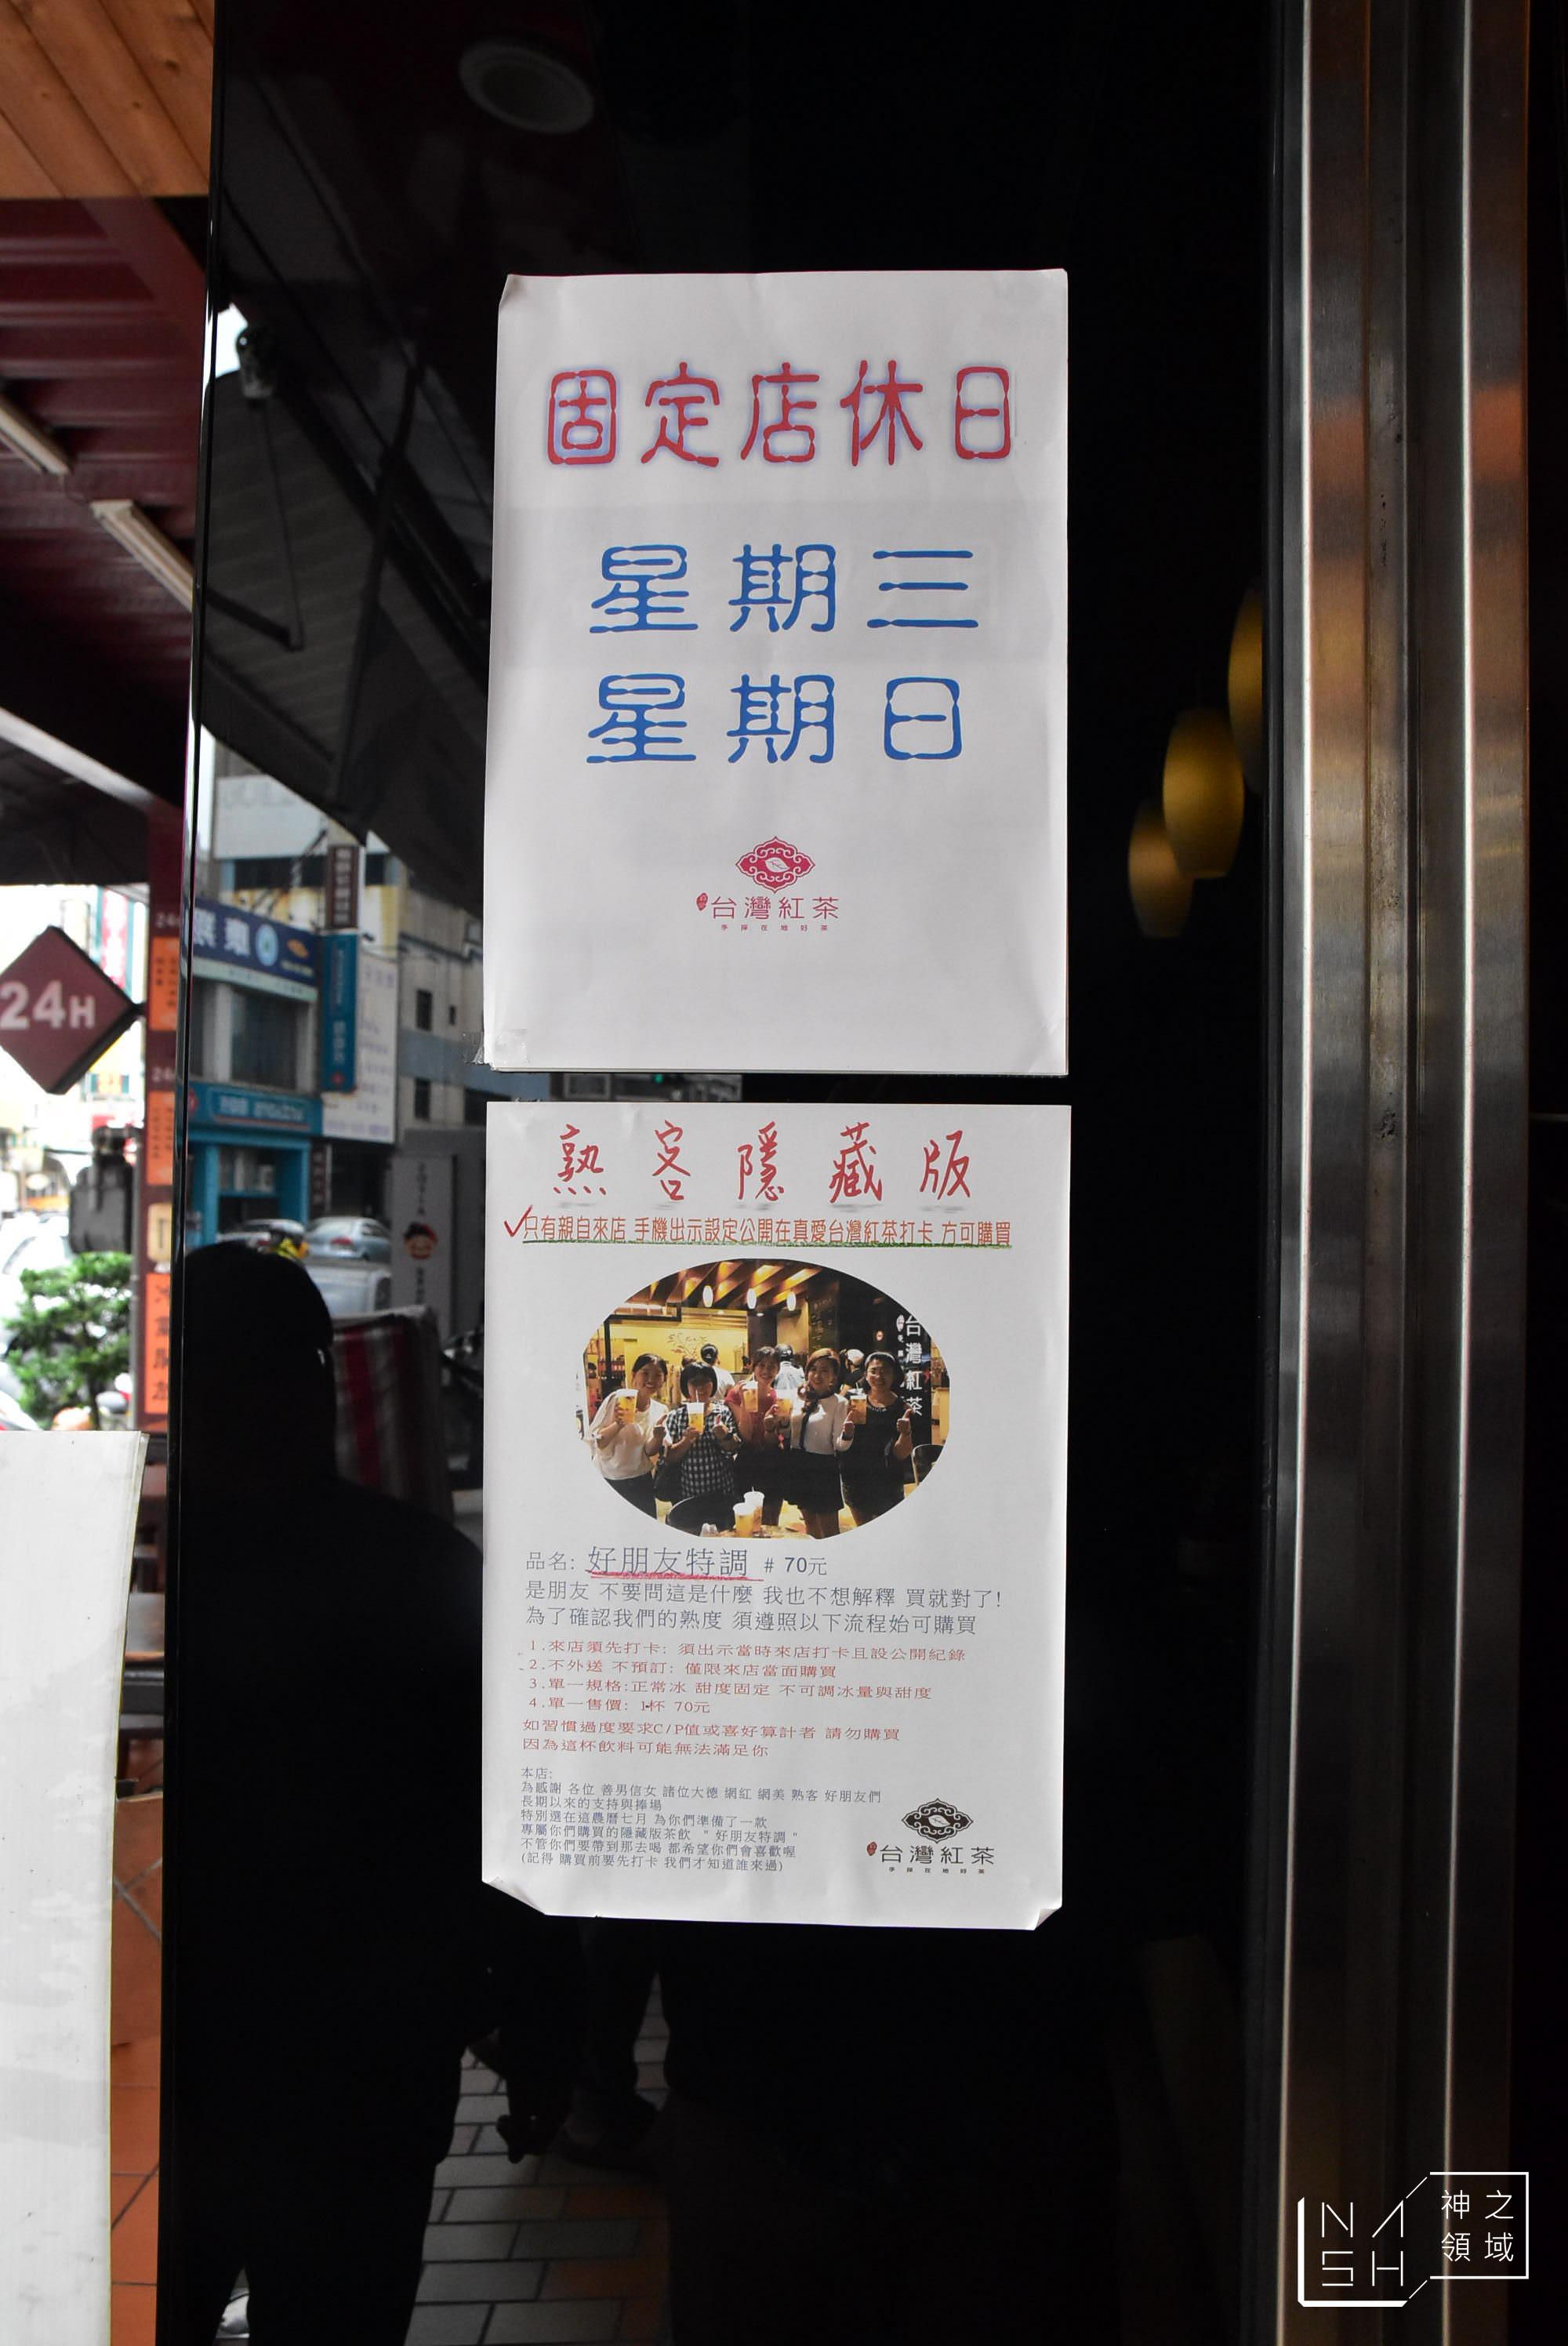 固定店休日
星期三
星期日
台灣紅茶
手採在地好茶
24H
熟客隱藏版
只有親自來店 手機出示設定公開在真愛台灣紅茶打卡 方可購買
台灣紅茶
品名: 好朋友特調 # 70元
是朋友 不要問這是什麼 我也不想解釋 買就對了!
為了確認我們的熟度 須遵照以下流程始可購買
1.來店須先打卡: 須出示當時來店打卡且設公開紀錄
2.不外送 不預訂: 僅限來店當面購買
3.單一規格:正常冰 甜度固定 不可調冰量與甜度
4.單一售價: 1杯 70元
如習慣過度要求C/P值或喜好算計者 請勿購買
因為這杯飲料可能無法滿足你
本店:
為感謝 各位 善男信女 諸位大德 網紅 網美 熟客 好朋友們
長期以來的支持與捧場
特別選在這農曆七月 為你們準備了一款
專屬你們購買的隱藏版茶飲 "好朋友特調"
不管你們要帶到那去喝 都希望你們會喜歡喔
(記得 購買前要先打卡 我們才知道誰來過)
台灣紅茶
手採在地好茶
NASH
神之
領域